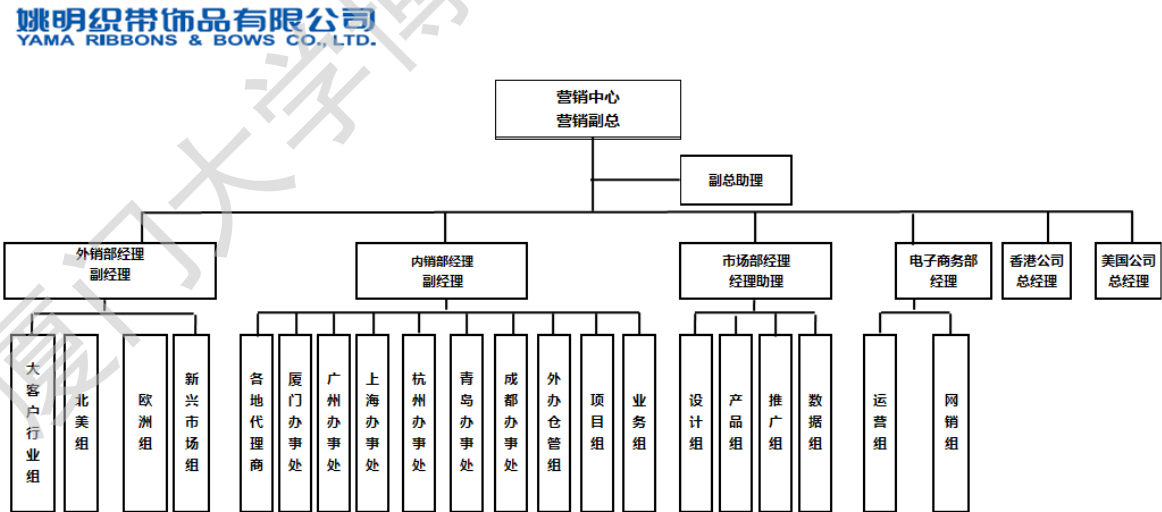 姚明织带饰品有限公司
YAMA RIBBONS & BOWS CO., LTD.
厦门大学博
营销中心
营销副总
副总助理
外销部经理
副经理
内销部经理
副经理
市场部经理
经理助理
电子商务部
经理
香港公司
总经理
美国公司
总经理
大客户行业组
北美组
欧洲组
新兴市场组
各地代理商
厦门办事处
广州办事处
上海办事处
杭州办事处
青岛办事处
成都办事处
外办仓管组
项目组
业务组
设计组
产品组
推广组
数据组
运营组
网销组